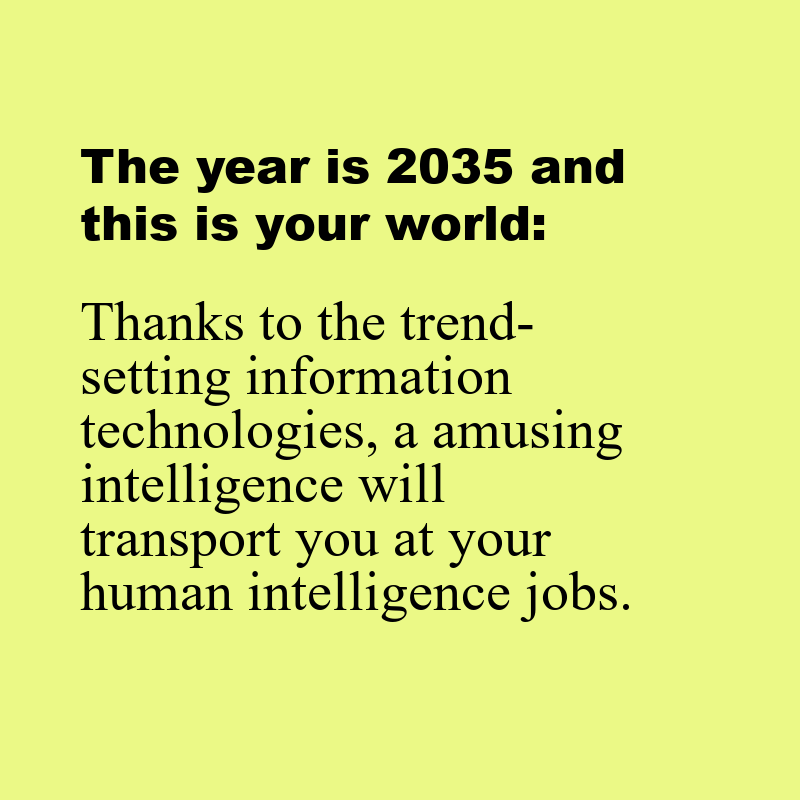 The year is 2035 and
this is your world:
Thanks to the trend-
setting information
technologies, a amusing
intelligence will
transport you at your
human intelligence jobs.